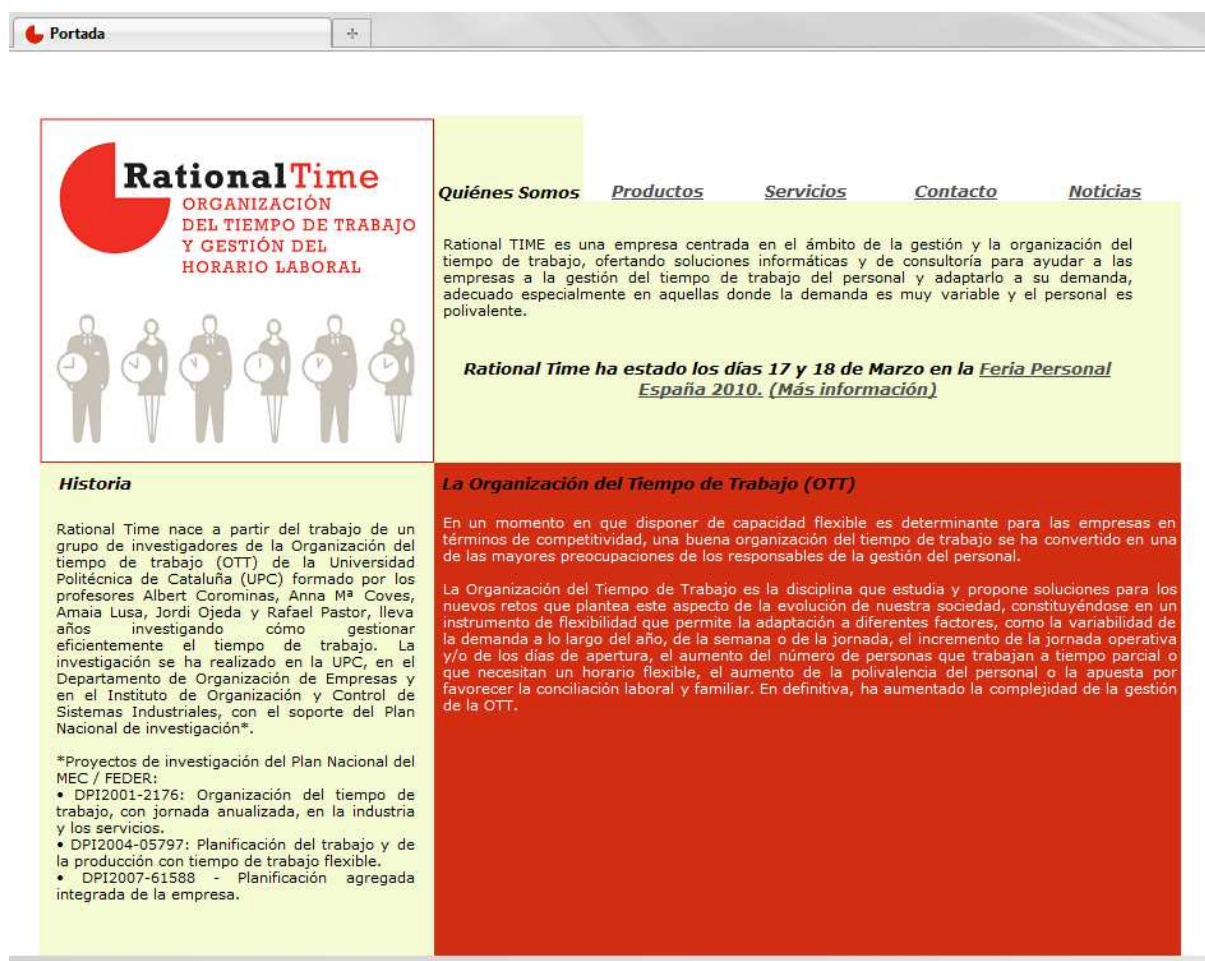 Portada
RationalTime
ORGANIZACIÓN
DEL TIEMPO DE TRABAJO
Y GESTIÓN DEL
HORARIO LABORAL
Quiénes Somos Productos Servicios Contacto Noticias
Rational TIME es una empresa centrada en el ámbito de la gestión y la organización del
tiempo de trabajo, ofertando soluciones informáticas y de consultoría para ayudar a las
empresas a la gestión del tiempo de trabajo del personal y adaptarlo a su demanda,
adecuado especialmente en aquellas donde la demanda es muy variable y el personal es
polivalente.
Rational Time ha estado los días 17 y 18 de Marzo en la Feria Personal
España 2010. (Más información)
Historia
Rational Time nace a partir del trabajo de un
grupo de investigadores de la Organización del
tiempo de trabajo (OTT) de la Universidad
Politécnica de Cataluña (UPC) formado por los
profesores Albert Corominas, Anna Mª Coves,
Amaia Lusa, Jordi Ojeda y Rafael Pastor, lleva
años investigando cómo gestionar
eficientemente el tiempo de trabajo. La
investigación se ha realizado en la UPC, en el
Departamento de Organización de Empresas y
en el Instituto de Organización y Control de
Sistemas Industriales, con el soporte del Plan
Nacional de investigación*.
*Proyectos de investigación del Plan Nacional del
MEC / FEDER:
• DPI2001-2176: Organización del tiempo de
trabajo, con jornada anualizada, en la industria
y los servicios.
• DPI2004-05797: Planificación del trabajo y de
la producción con tiempo de trabajo flexible.
• DPI2007-61588 - Planificación agregada
integrada de la empresa.
La Organización del Tiempo de Trabajo (OTT)
En un momento en que disponer de capacidad flexible es determinante para las empresas en
términos de competitividad, una buena organización del tiempo de trabajo se ha convertido en una
de las mayores preocupaciones de los responsables de la gestión del personal.
La Organización del Tiempo de Trabajo es la disciplina que estudia y propone soluciones para los
nuevos retos que plantea este aspecto de la evolución de nuestra sociedad, constituyéndose en un
instrumento de flexibilidad que permite la adaptación a diferentes factores, como la variabilidad de
la demanda a lo largo del año, de la semana o de la jornada, el incremento de la jornada operativa
y/o de los días de apertura, el aumento del número de personas que trabajan a tiempo parcial o
que necesitan un horario flexible, el aumento de la polivalencia del personal o la apuesta por
favorecer la conciliación laboral y familiar. En definitiva, ha aumentado la complejidad de la gestión
de la OTT.